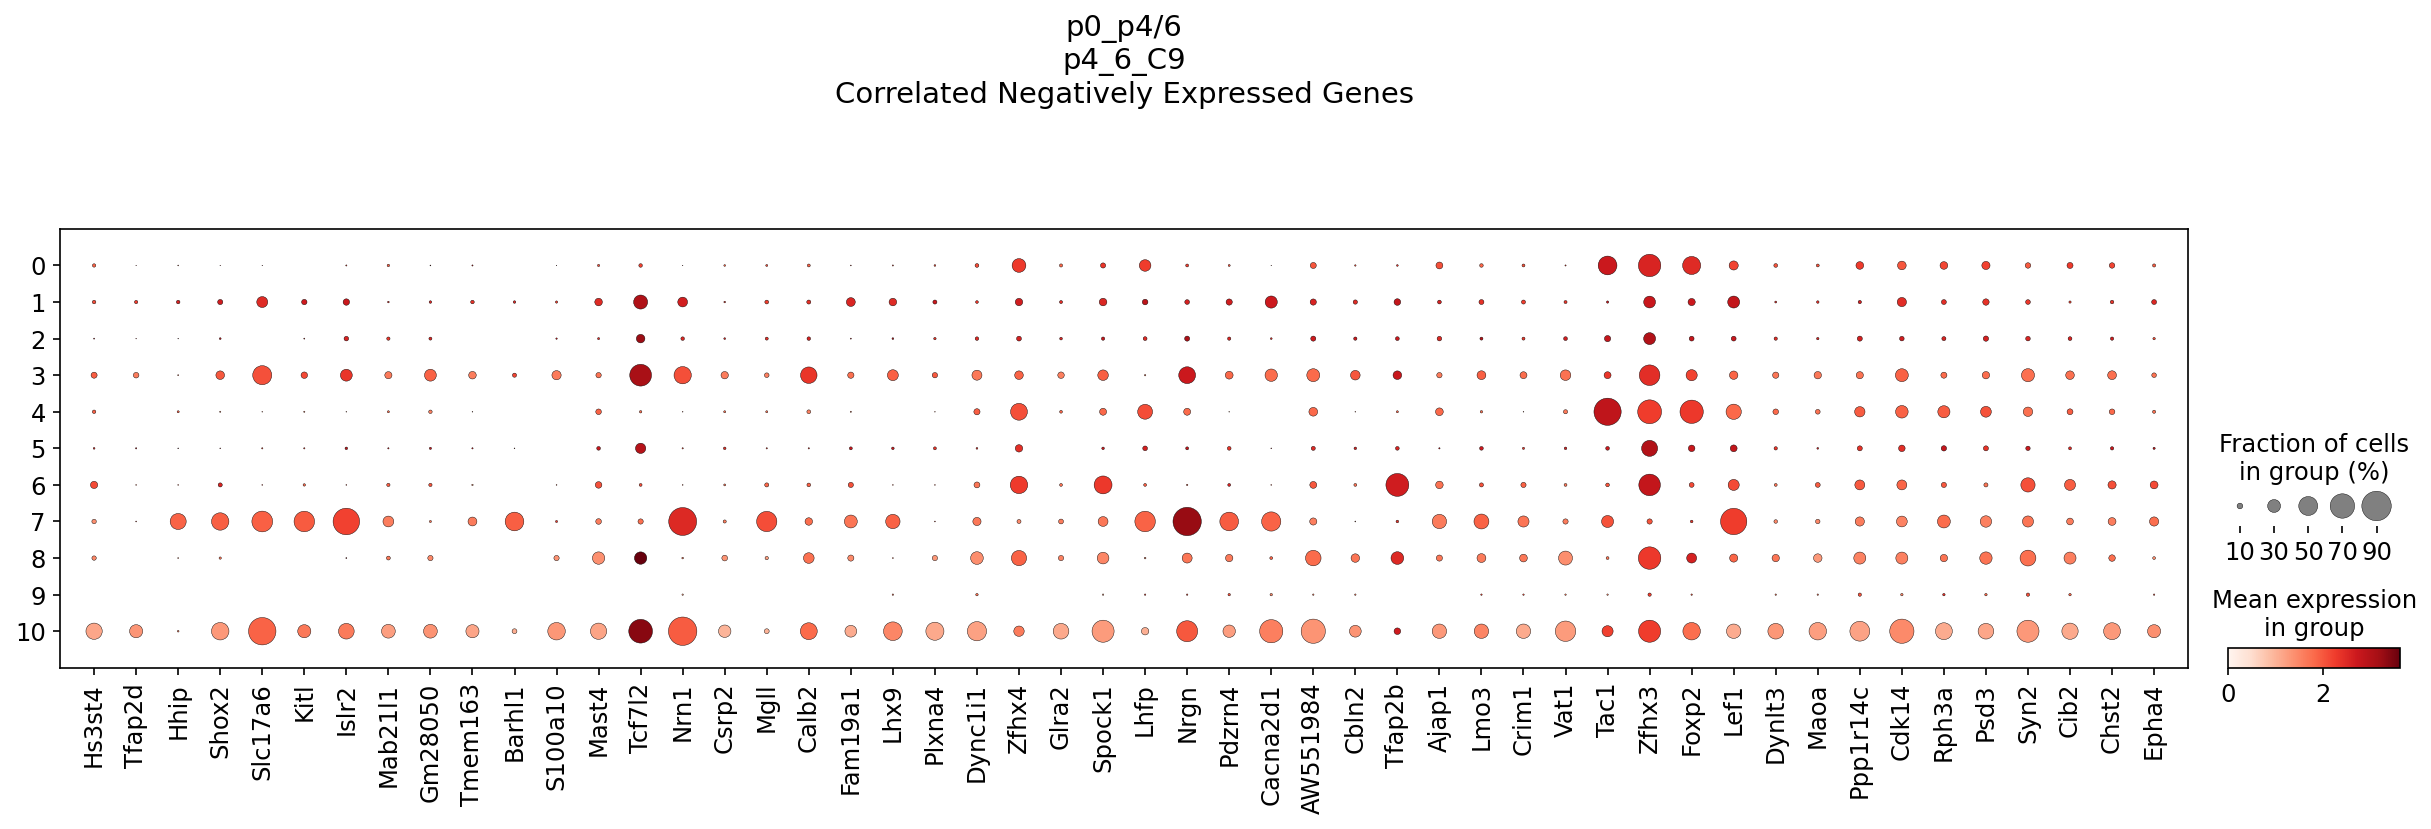 p0_p4/6
p4_6_C9
Correlated Negatively Expressed Genes
0
1
2
3
4
5
6
7
8
9
10
Hs3st4
Tfap2d
Hhip
Shox2
Slc17a6
Kitl
Islr2
Mab21l1
Gm28050
Tmem163
Barhl1
S100a10
Mast4
Tcf7l2
Nrn1
Csrp2
Mgll
Calb2
Fam19a1
Lhx9
Plxna4
Dync1i1
Zfhx4
Glra2
Spock1
Lhfp
Nrgn
Pdzrn4
Cacna2d1
AW551984
Cbln2
Tfap2b
Ajap1
Lmo3
Crim1
Vat1
Tac1
Zfhx3
Foxp2
Lef1
Dynlt3
Maoa
Ppp1r14c
Cdk14
Rph3a
Psd3
Syn2
Cib2
Chst2
Epha4
Fraction of cells
in group (%)
10 30 50 70 90
Mean expression
in group
0 2